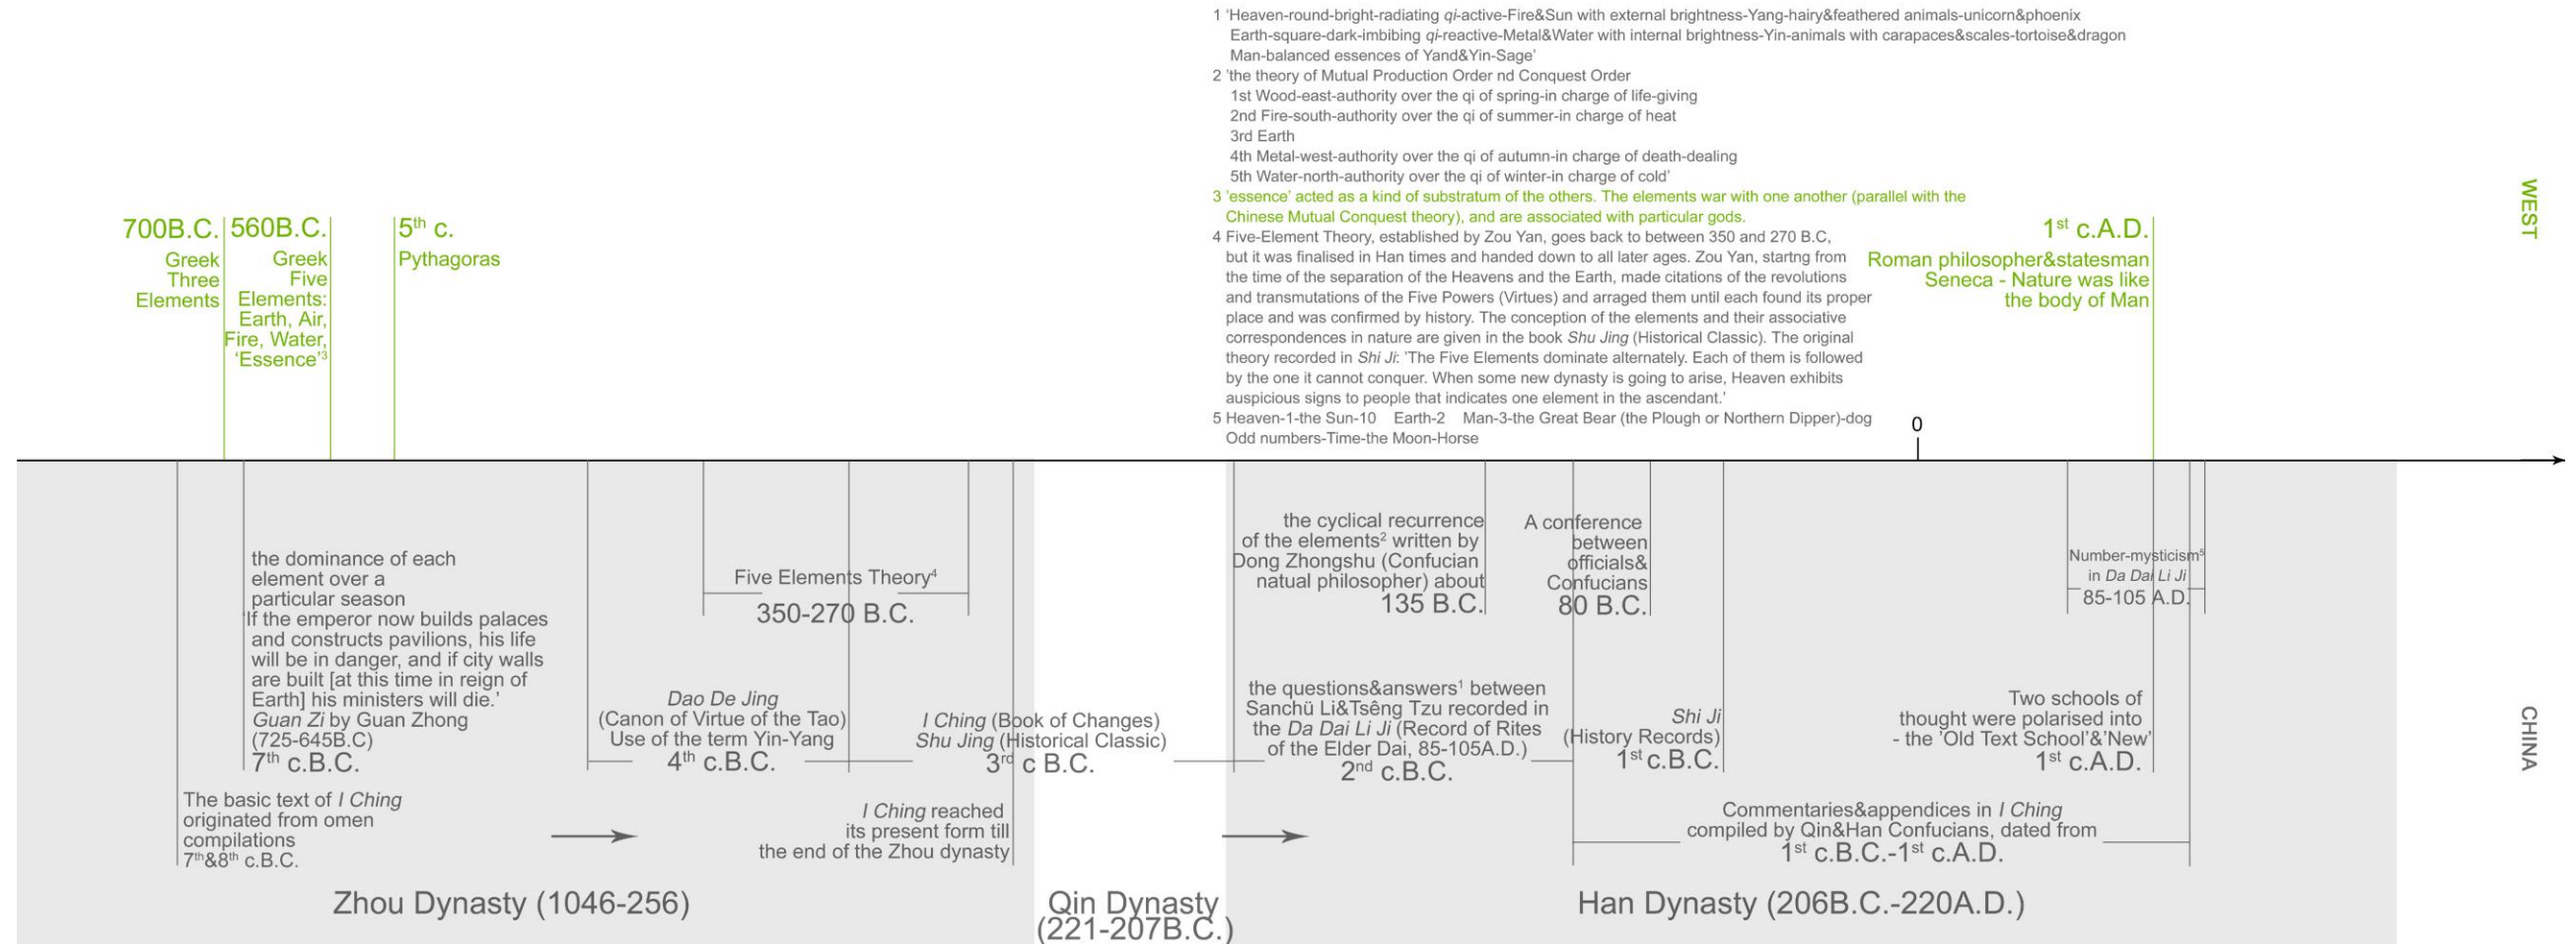 1 ‘Heaven-round-bright-radiating qi-active-Fire&Sun with external brightness-Yang-hairy&feathered animals-unicorn&phoenix
Earth-square-dark-imbibing qi-reactive-Metal&Water with internal brightness-Yin-animals with carapaces&scales-tortoise&dragon
Man-balanced essences of Yand&Yin-Sage’
2 ’the theory of Mutual Production Order nd Conquest Order
1st Wood-east-authority over the qi of spring-in charge of life-giving
2nd Fire-south-authority over the qi of summer-in charge of heat
3rd Earth
4th Metal-west-authority over the qi of autumn-in charge of death-dealing
5th Water-north-authority over the qi of winter-in charge of cold’
3 ’essence’ acted as a kind of substratum of the others. The elements war with one another (parallel with the
Chinese Mutual Conquest theory), and are associated with particular gods.
4 Five-Element Theory, established by Zou Yan, goes back to between 350 and 270 B.C,
but it was finalised in Han times and handed down to all later ages. Zou Yan, startng from
the time of the separation of the Heavens and the Earth, made citations of the revolutions
and transmutations of the Five Powers (Virtues) and arraged them until each found its proper
place and was confirmed by history. The conception of the elements and their associative
correspondences in nature are given in the book Shu Jing (Historical Classic). The original
theory recorded in Shi Ji: ’The Five Elements dominate alternately. Each of them is followed
by the one it cannot conquer. When some new dynasty is going to arise, Heaven exhibits
auspicious signs to people that indicates one element in the ascendant.’
5 Heaven-1-the Sun-10 Earth-2 Man-3-the Great Bear (the Plough or Northern Dipper)-dog
Odd numbers-Time-the Moon-Horse
700B.C.
Greek
Three
Elements
560B.C.
Greek
Five
Elements:
Earth, Air,
Fire, Water,
‘Essence’³
5th c.
Pythagoras
1st c.A.D.
Roman philosopher&statesman
Seneca - Nature was like
the body of Man
WEST
0
the dominance of each
element over a
particular season
‘If the emperor now builds palaces
and constructs pavilions, his life
will be in danger, and if city walls
are built [at this time in reign of
Earth] his ministers will die.’
Guan Zi by Guan Zhong
(725-645B.C)
7th c.B.C.
The basic text of I Ching
originated from omen
compilations
7th&8th c.B.C.
Five Elements Theory⁴
350-270 B.C.
Dao De Jing
(Canon of Virtue of the Tao)
Use of the term Yin-Yang
4th c.B.C.
I Ching (Book of Changes)
Shu Jing (Historical Classic)
3rd c B.C.
I Ching reached
its present form till
the end of the Zhou dynasty
the cyclical recurrence
of the elements² written by
Dong Zhongshu (Confucian
natual philosopher) about
135 B.C.
A conference
between
officials&
Confucians
80 B.C.
the questions&answers¹ between
Sanchü Li&Tsêng Tzu recorded in
the Da Dai Li Ji (Record of Rites
of the Elder Dai, 85-105A.D.)
2nd c.B.C.
Shi Ji
(History Records)
1st c.B.C.
Number-mysticism⁵
in Da Dai Li Ji
85-105 A.D.
Two schools of
thought were polarised into
- the ’Old Text School’&’New’
1st c.A.D.
Commentaries&appendices in I Ching
compiled by Qin&Han Confucians, dated from
1st c.B.C.-1st c.A.D.
CHINA
Zhou Dynasty (1046-256)
Qin Dynasty
(221-207B.C.)
Han Dynasty (206B.C.-220A.D.)